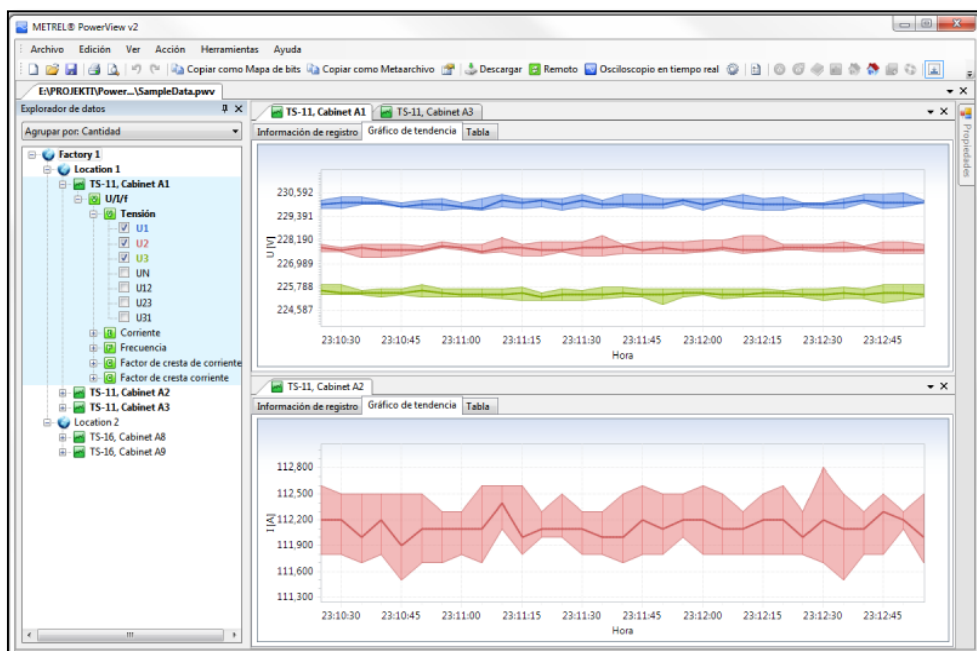 METREL® PowerView v2
Archivo Edición Ver Acción Herramientas Ayuda
Copiar como Mapa de bits Copiar como Metaarchivo Descargar Remoto Osciloscopio en tiempo real
E:\PROJEKTI\Power...\SampleData.pwv
Explorador de datos
Agrupar por: Cantidad
Factory 1
Location 1
TS-11, Cabinet A1
U/I/f
Tensión
U1
U2
U3
UN
U12
U23
U31
Corriente
Frecuencia
Factor de cresta de corriente
Factor de cresta corriente
TS-11, Cabinet A2
TS-11, Cabinet A3
Location 2
TS-16, Cabinet A8
TS-16, Cabinet A9
TS-11, Cabinet A1 TS-11, Cabinet A3
Información de registro Gráfico de tendencia Tabla
U [V]
230,592
229,391
228,190
226,989
225,788
224,587
23:10:30 23:10:45 23:11:00 23:11:15 23:11:30 23:11:45 23:12:00 23:12:15 23:12:30 23:12:45
Hora
TS-11, Cabinet A2
Información de registro Gráfico de tendencia Tabla
I [A]
112,800
112,500
112,200
111,900
111,600
111,300
23:10:30 23:10:45 23:11:00 23:11:15 23:11:30 23:11:45 23:12:00 23:12:15 23:12:30 23:12:45
Hora
Propiedades